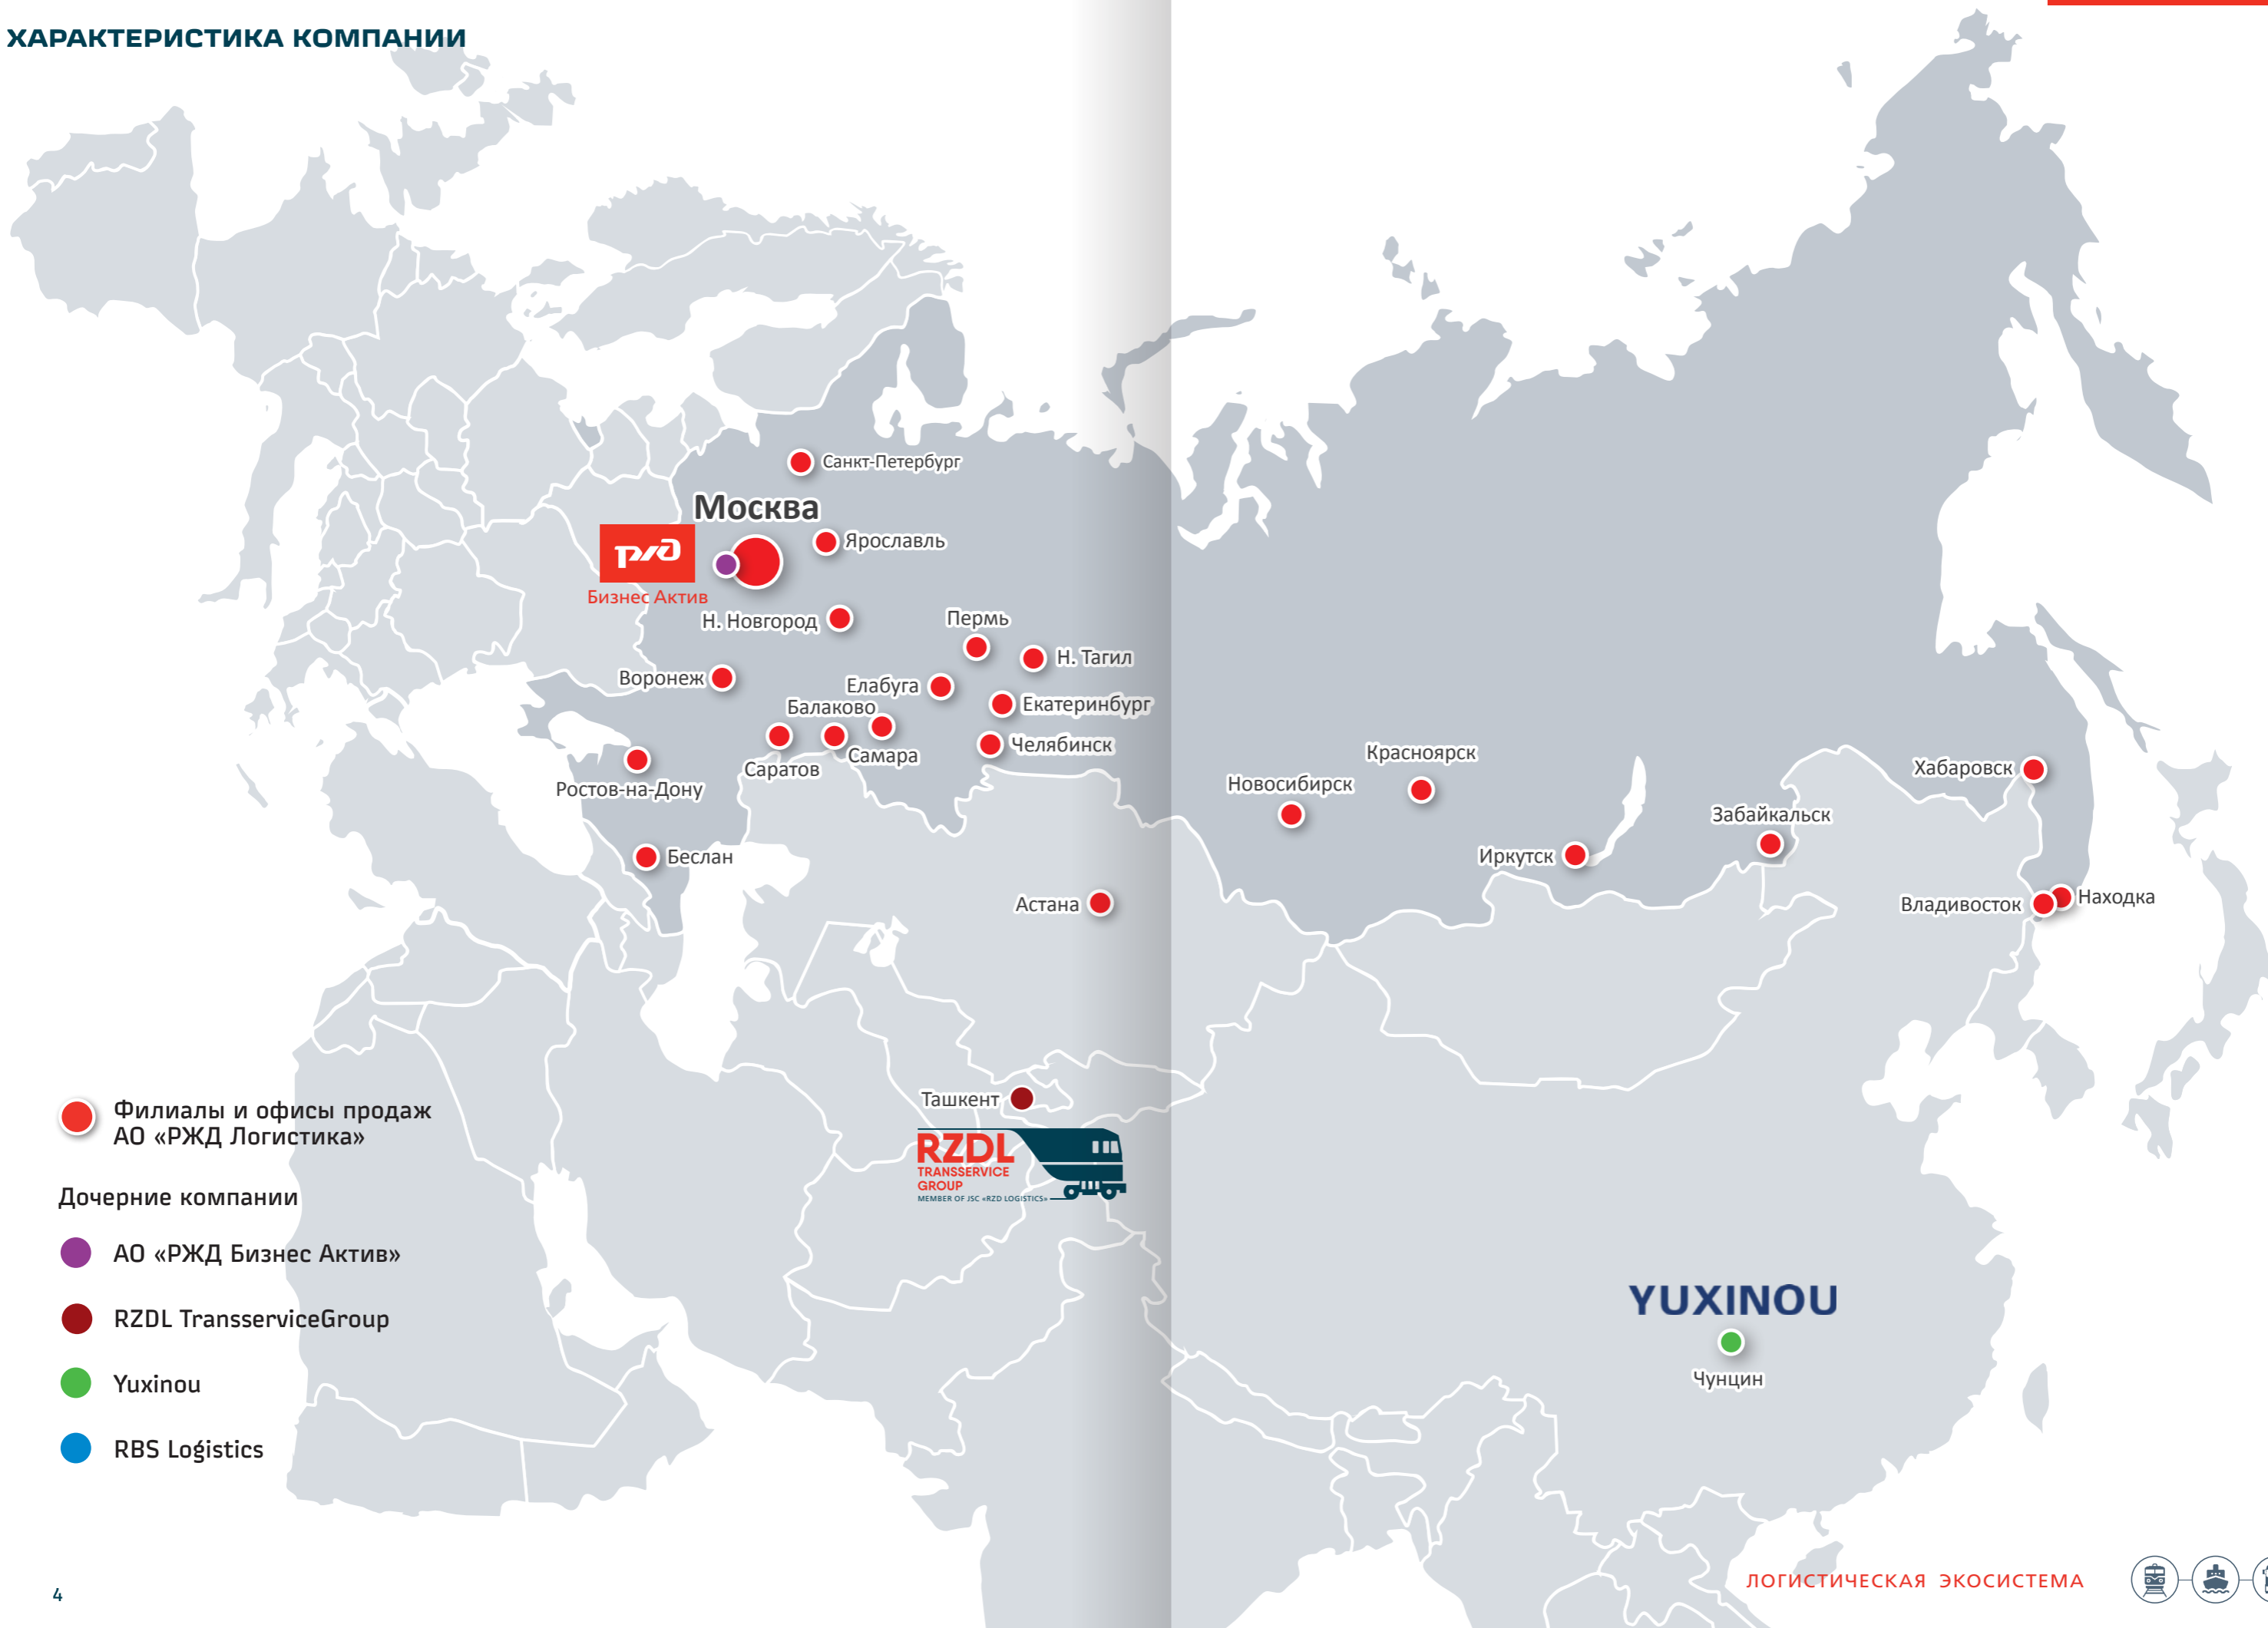 ХАРАКТЕРИСТИКА КОМПАНИИ
Санкт-Петербург
Москва
Ярославль
ржд
Бизнес Актив
Н. Новгород
Пермь
Н. Тагил
Воронеж
Елабуга
Екатеринбург
Балаково
Челябинск
Самара
Саратов
Ростов-на-Дону
Беслан
Астана
Красноярск
Новосибирск
Иркутск
Забайкальск
Хабаровск
Владивосток
Находка
Ташкент
RZDL
TRANSSERVICE
GROUP
MEMBER OF JSC «RZD LOGISTICS»
YUXINOU
Чунцин
Филиалы и офисы продаж
АО «РЖД Логистика»
Дочерние компании
АО «РЖД Бизнес Актив»
RZDL TransserviceGroup
Yuxinou
RBS Logistics
4
ЛОГИСТИЧЕСКАЯ ЭКОСИСТЕМА